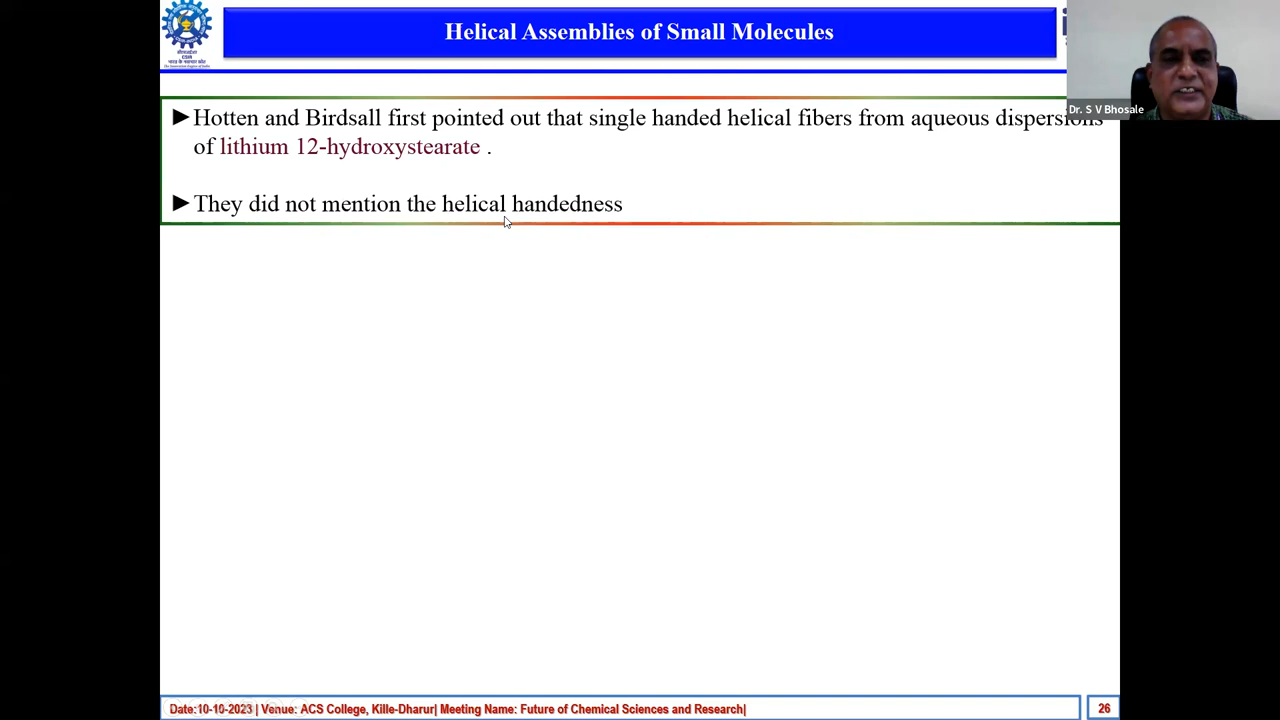 Helical Assemblies of Small Molecules
सीएसआईआर
CSIR
Dr. S V Bhosale
►Hotten and Birdsall first pointed out that single handed helical fibers from aqueous dispersions
of lithium 12-hydroxystearate .
►They did not mention the helical handedness
Date:10-10-2023| Venue: ACS College, Kille-Dharur| Meeting Name: Future of Chemical Sciences and Research|
26